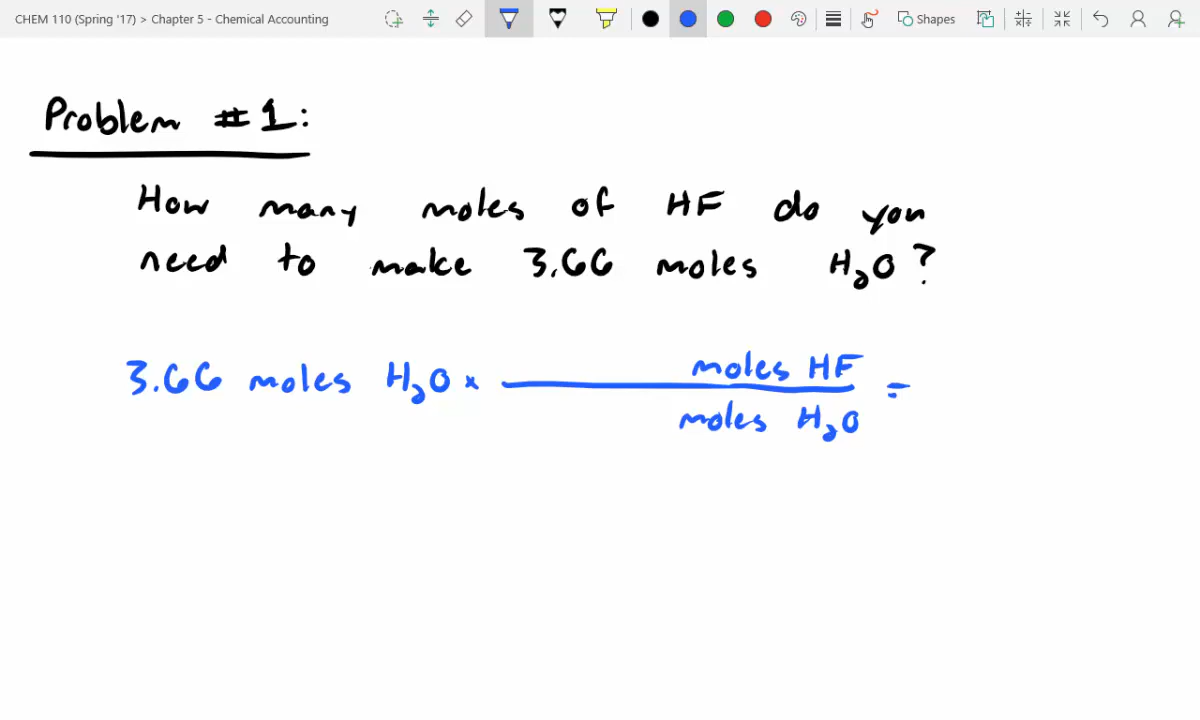 CHEM 110 (Spring '17) > Chapter 5 - Chemical Accounting
Shapes
Problem #1:
How many moles of HF do you
need to make 3.66 moles H₂O?
moles HF
3.66 moles H₂O × =
moles H₂O